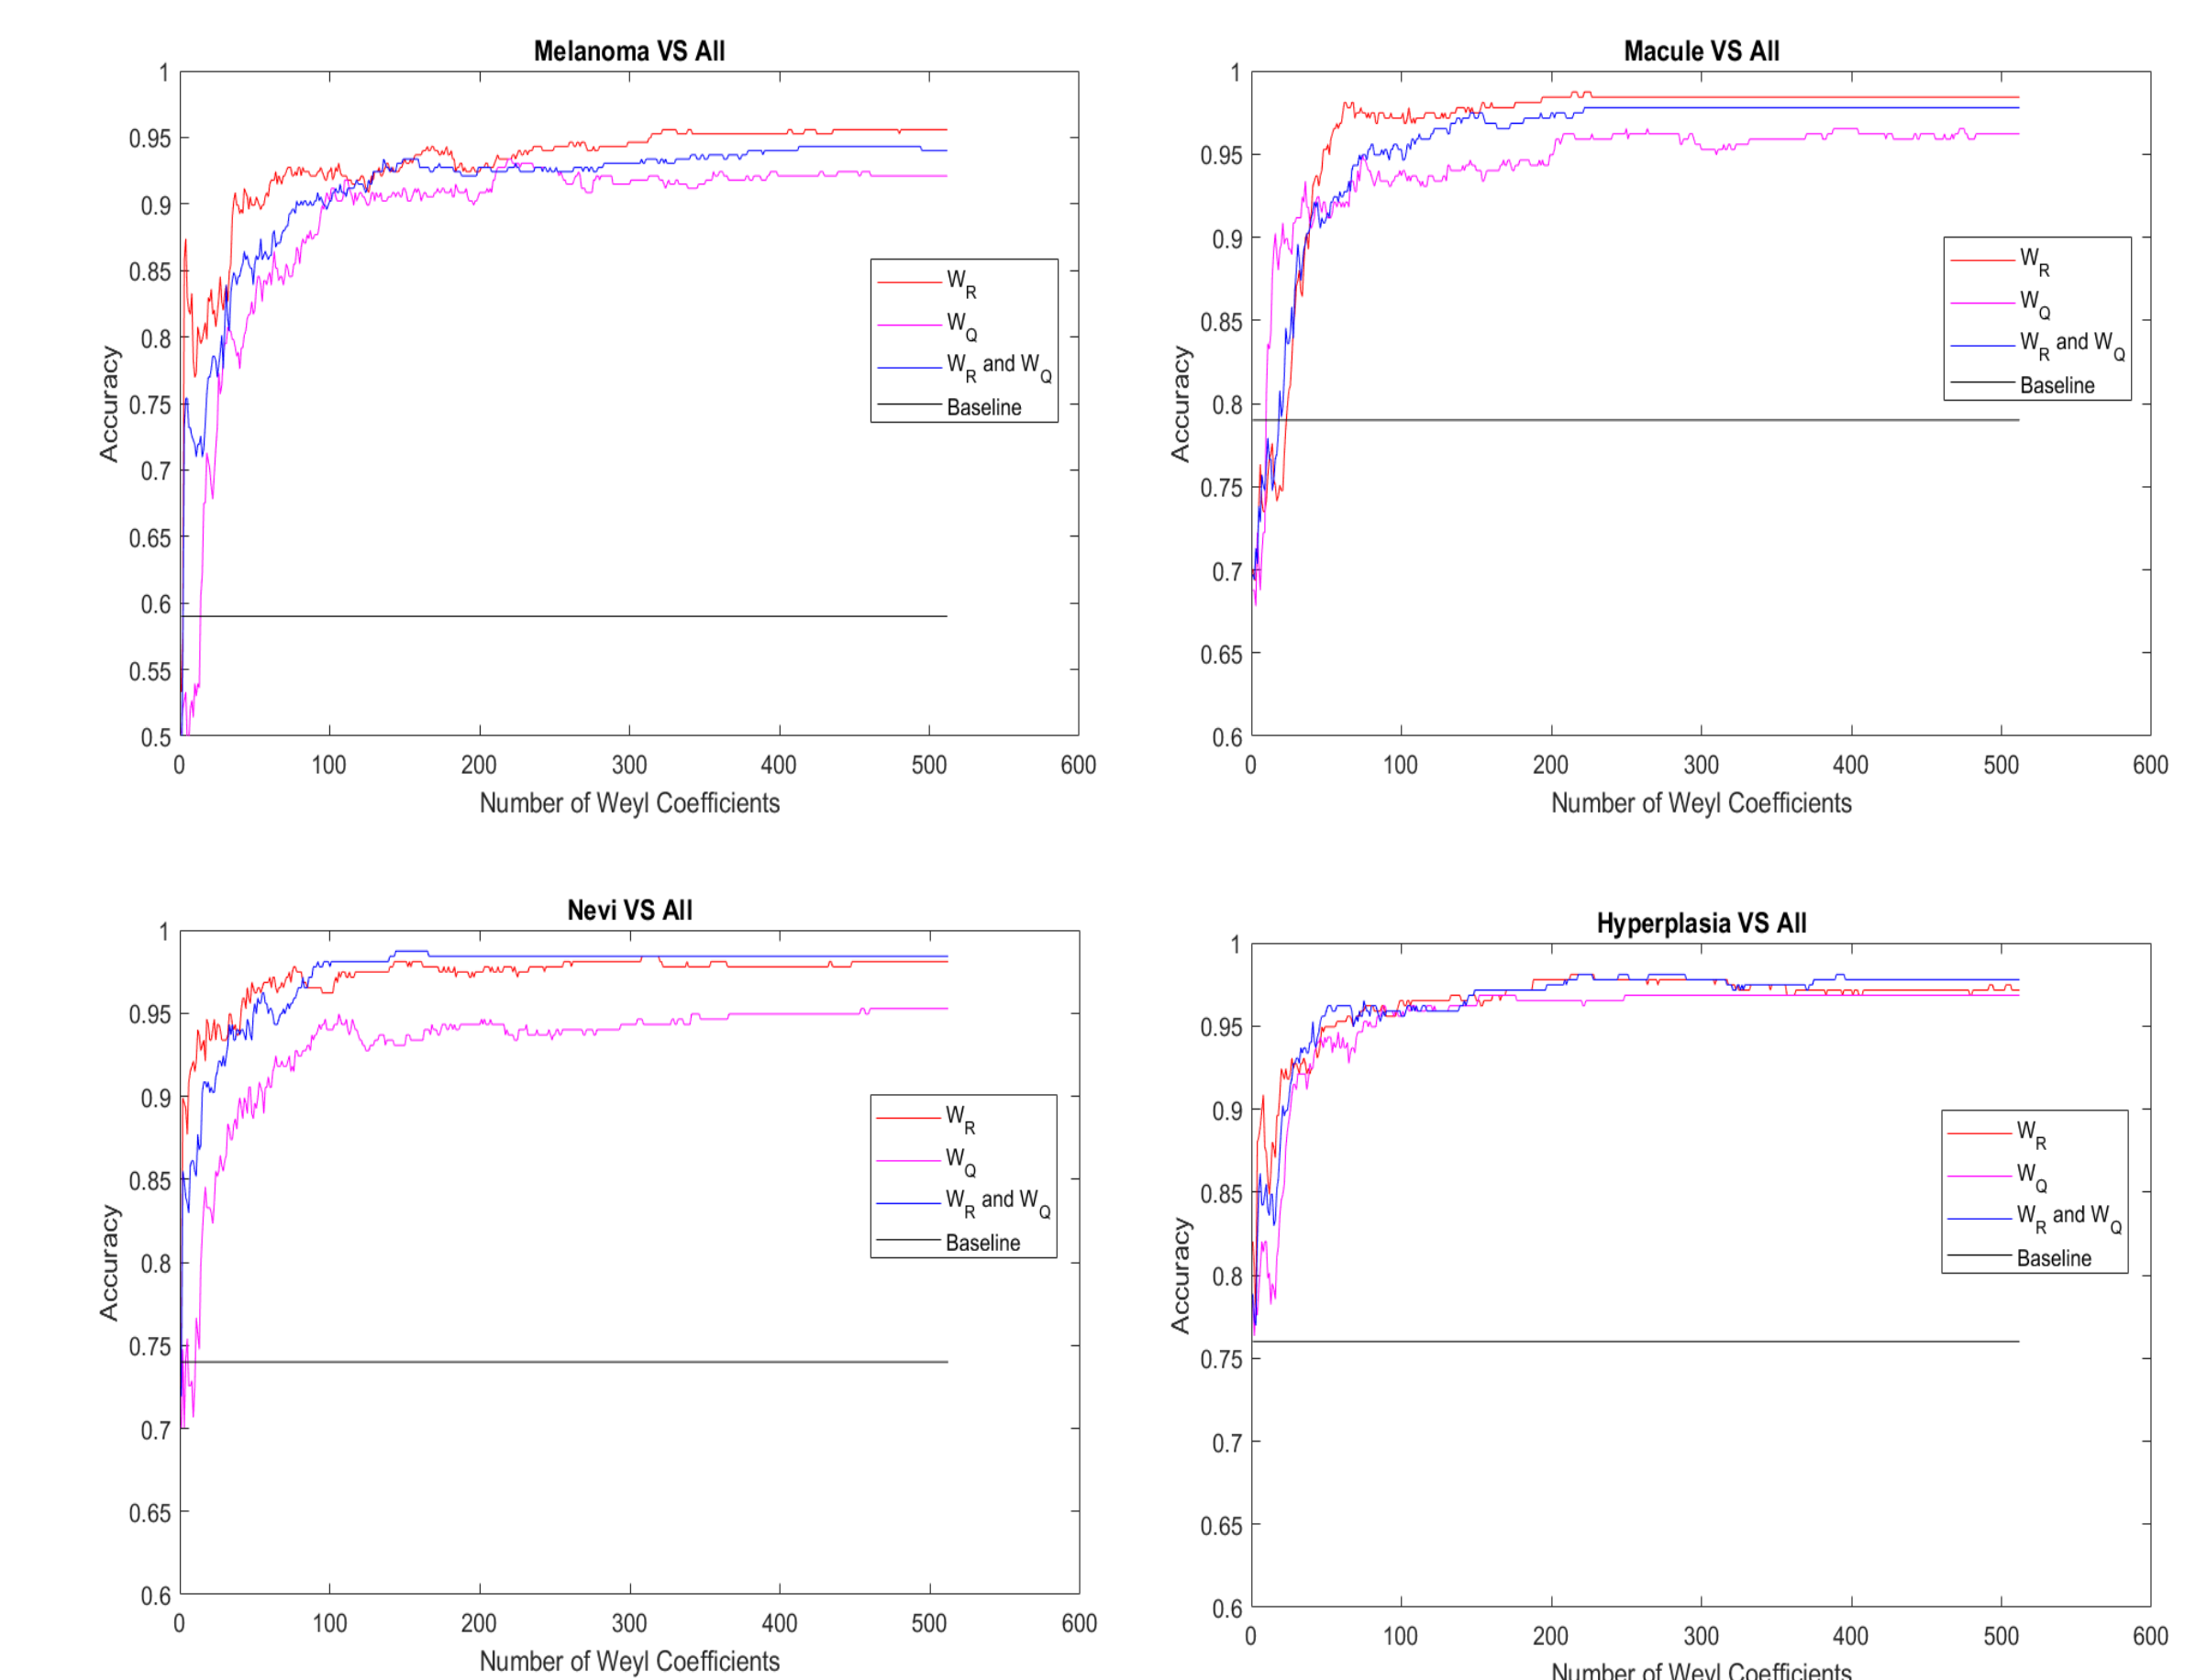 Melanoma VS All
1
0.95
0.9
0.85
0.8
0.75
0.7
0.65
0.6
0.55
0.5
Accuracy
0 100 200 300 400 500 600
Number of Weyl Coefficients
W_R
W_Q
W_R and W_Q
Baseline
Macule VS All
1
0.95
0.9
0.85
0.8
0.75
0.7
0.65
0.6
Accuracy
0 100 200 300 400 500 600
Number of Weyl Coefficients
W_R
W_Q
W_R and W_Q
Baseline
Nevi VS All
1
0.95
0.9
0.85
0.8
0.75
0.7
0.65
0.6
Accuracy
0 100 200 300 400 500 600
Number of Weyl Coefficients
W_R
W_Q
W_R and W_Q
Baseline
Hyperplasia VS All
1
0.95
0.9
0.85
0.8
0.75
0.7
0.65
0.6
Accuracy
0 100 200 300 400 500 600
Number of Weyl Coefficients
W_R
W_Q
W_R and W_Q
Baseline